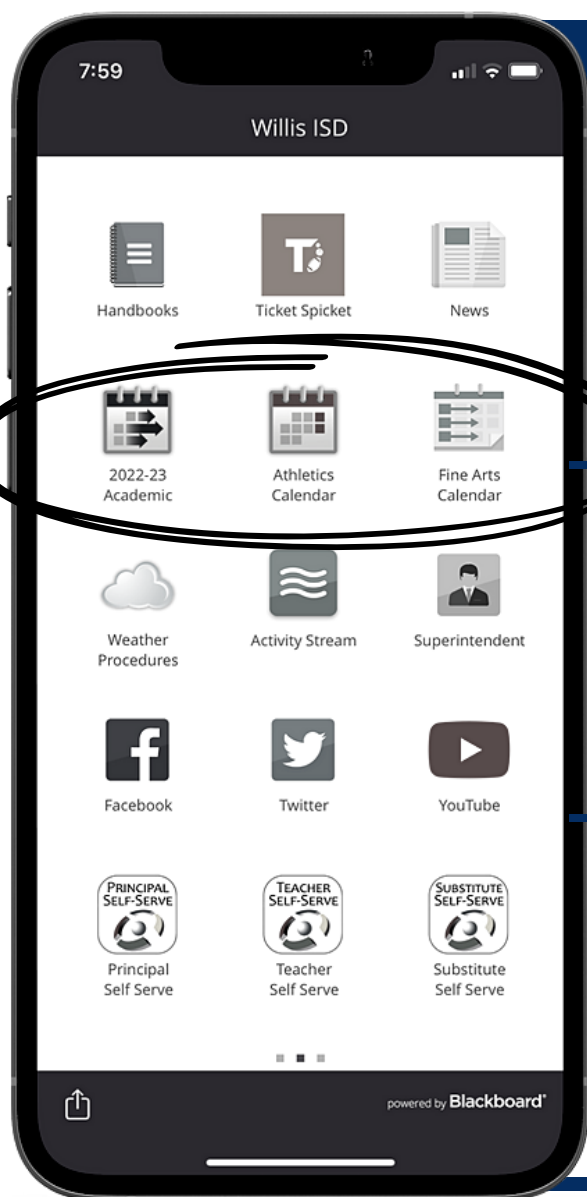 7:59
Willis ISD
T
Handbooks
Ticket Spicket
News
2022-23
Academic
Athletics
Calendar
Fine Arts
Calendar
Weather
Procedures
Activity Stream
Superintendent
f
Facebook
Twitter
YouTube
PRINCIPAL
SELF-SERVE
TEACHER
SELF-SERVE
SUBSTITUTE
SELF-SERVE
Principal
Self Serve
Teacher
Self Serve
Substitute
Self Serve
powered by Blackboard®